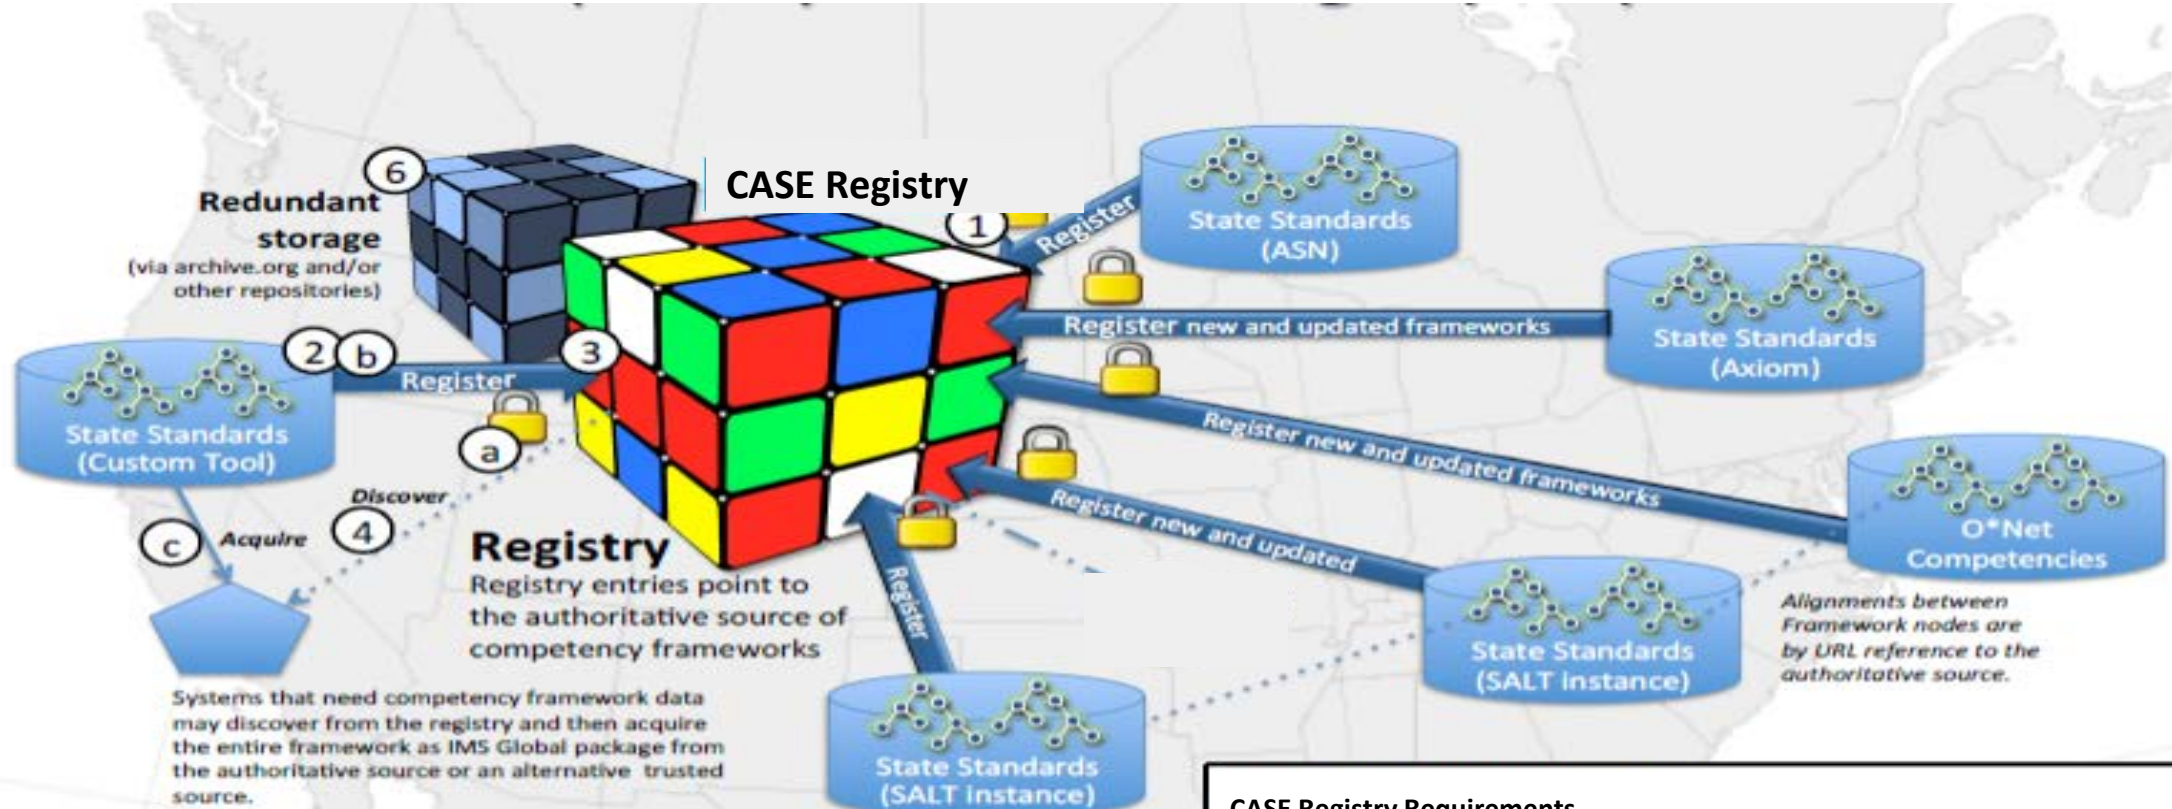 CASE Registry
6
Redundant
storage
(via archive.org and/or
other repositories)
1
Register
State Standards
(ASN)
Register new and updated frameworks
State Standards
(Axiom)
2
b
Register
3
a
State Standards
(Custom Tool)
Discover
4
c
Acquire
Registry
Registry entries point to
the authoritative source of
competency frameworks
Register new and updated frameworks
O*Net
Competencies
Register new and updated
State Standards
(SALT instance)
Alignments between
Framework nodes are
by URL reference to the
authoritative source.
Register
State Standards
(SALT instance)
Systems that need competency framework data
may discover from the registry and then acquire
the entire framework as IMS Global package from
the authoritative source or an alternative trusted
source.
CASE Registry Requirements